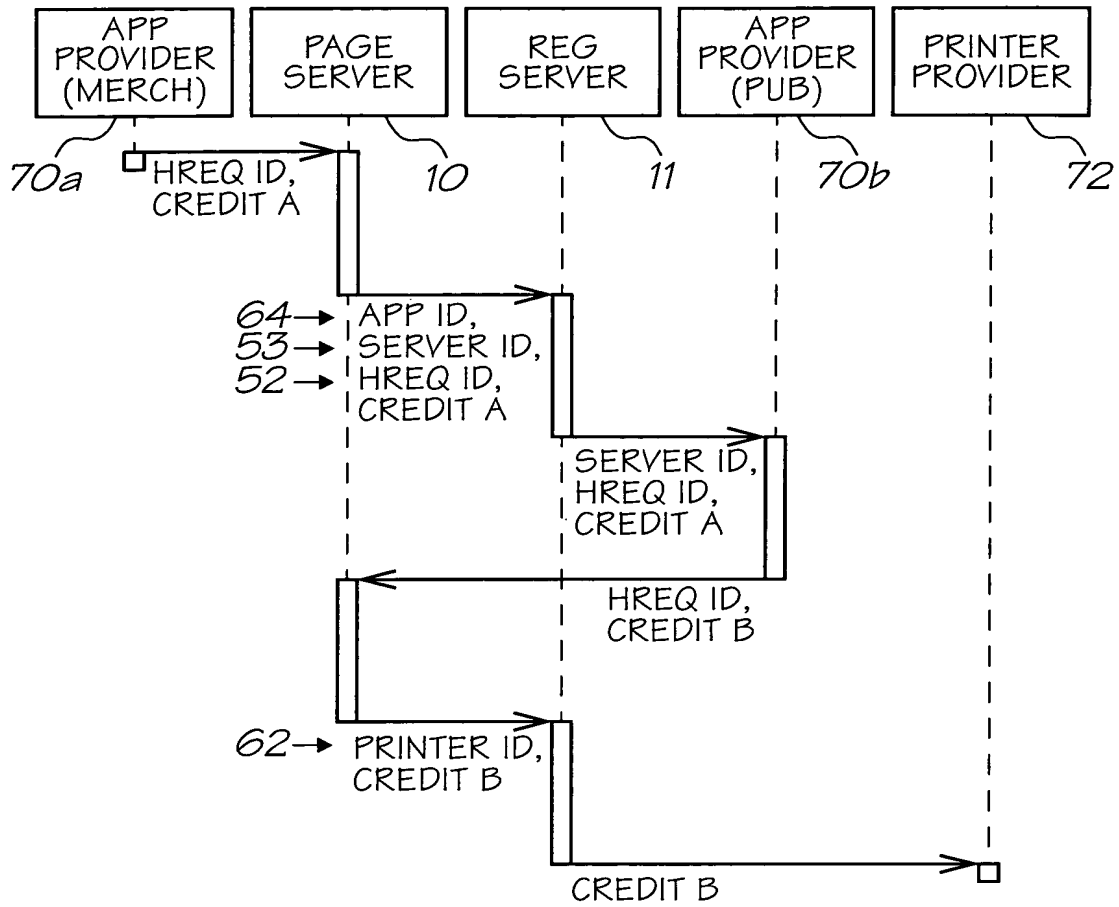 APP
PROVIDER
(MERCH)
PAGE
SERVER
REG
SERVER
APP
PROVIDER
(PUB)
PRINTER
PROVIDER
70a
10
11
70b
72
HREQ ID,
CREDIT A
64
APP ID,
53
SERVER ID,
52
HREQ ID,
CREDIT A
SERVER ID,
HREQ ID,
CREDIT A
HREQ ID,
CREDIT B
62
PRINTER ID,
CREDIT B
CREDIT B